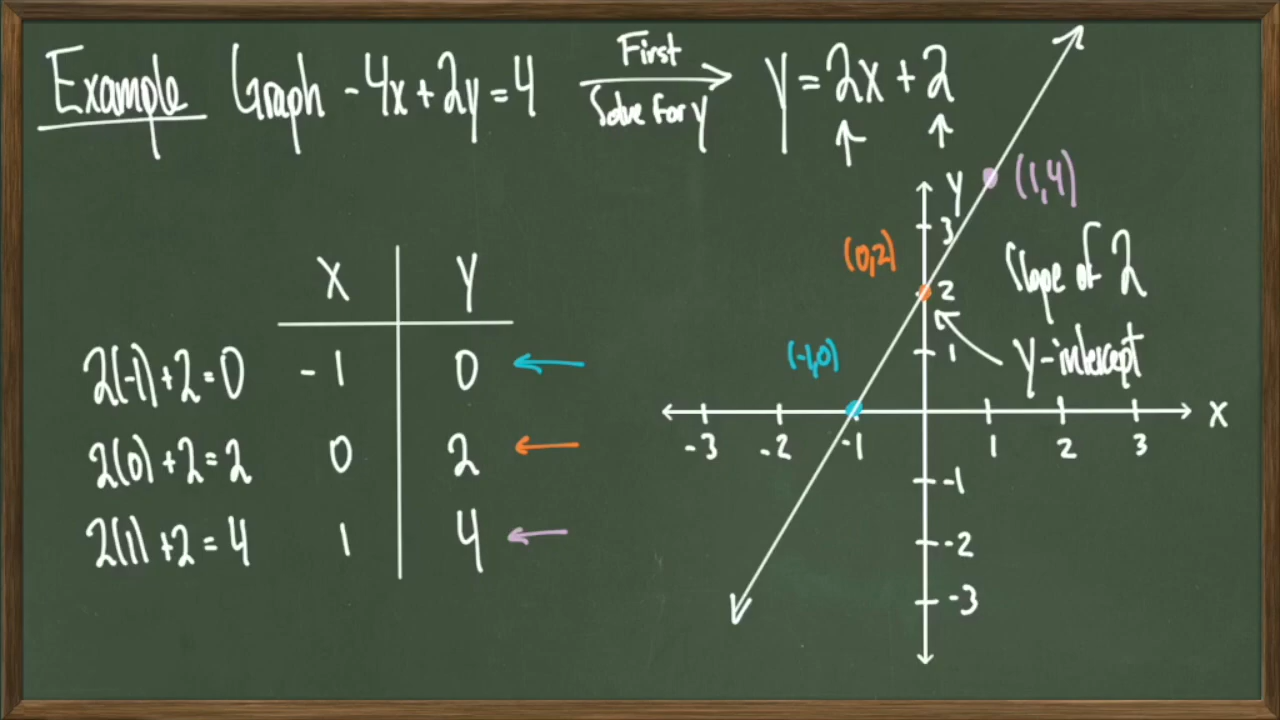 Example Graph -4x+2y=4 First Solve for y y=2x+2
(1,4)
Slope of 2
y-intercept
(0,2)
(-1,0)
X Y
2(-1)+2=0 -1 0
2(0)+2=2 0 2
2(1)+2=4 1 4
Y
3
2
1
-3 -2 -1 1 2 3 X
-1
-2
-3